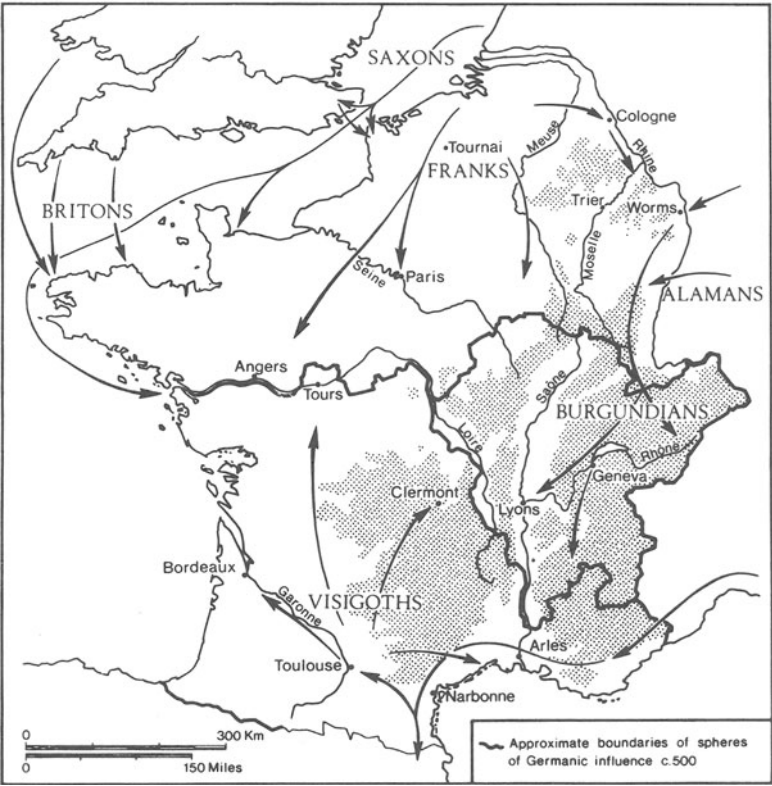 SAXONS
Cologne
Tournai
Meuse
Rhine
FRANKS
Trier
Worms
BRITONS
Moselle
Seine
Paris
ALAMANS
Angers
Tours
Saône
BURGUNDIANS
Loire
Rhône
Geneva
Clermont
Lyons
Bordeaux
Garonne
VISIGOTHS
Arles
Toulouse
Narbonne
0 300 Km
0 150 Miles
Approximate boundaries of spheres
of Germanic influence c.500